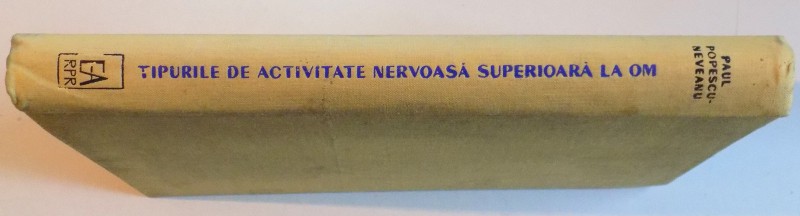 EA
RPR
TIPURILE DE ACTIVITATE NERVOASĂ SUPERIOARĂ LA OM
PAUL
POPESCU-
NEVEANU